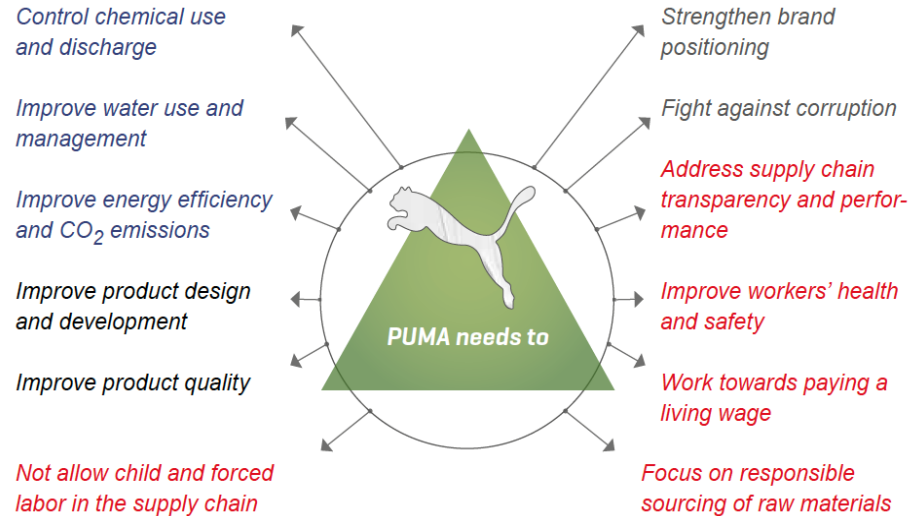 Control chemical use
and discharge
Improve water use and
management
Improve energy efficiency
and CO2 emissions
Improve product design
and development
Improve product quality
Not allow child and forced
labor in the supply chain
PUMA needs to
Strengthen brand
positioning
Fight against corruption
Address supply chain
transparency and perfor-
mance
Improve workers’ health
and safety
Work towards paying a
living wage
Focus on responsible
sourcing of raw materials